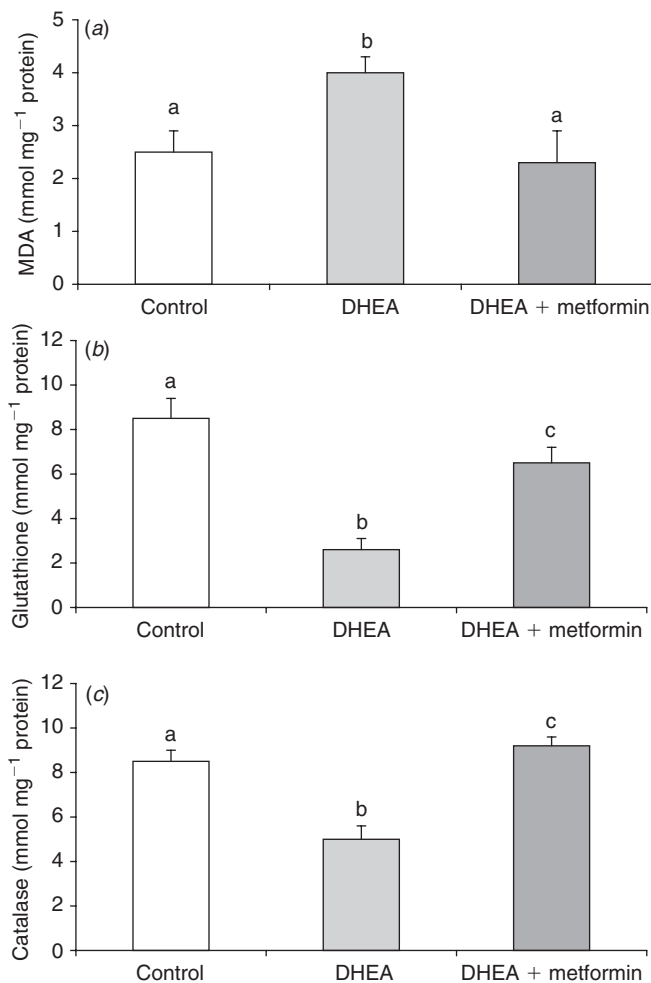 (a)
MDA (mmol mg−1 protein)
5
4
3
2
1
0
a
b
a
Control DHEA DHEA + metformin
(b)
Glutathione (mmol mg−1 protein)
12
10
8
6
4
2
0
a
b
c
Control DHEA DHEA + metformin
(c)
Catalase (mmol mg−1 protein)
12
10
8
6
4
2
0
a
b
c
Control DHEA DHEA + metformin